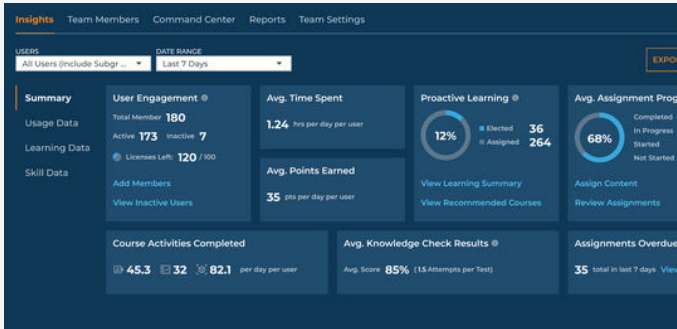 Insights Team Members Command Center Reports Team Settings
USERS DATE RANGE
All Users (Include Subgr ... Last 7 Days
EXPO
Summary
Usage Data
Learning Data
Skill Data
User Engagement
Total Member 180
Active 173 Inactive 7
Licenses Left: 120 /100
Add Members
View Inactive Users
Avg. Time Spent
1.24 hrs per day per user
Avg. Points Earned
35 pts per day per user
Proactive Learning
12%
Elected 36
Assigned 264
View Learning Summary
View Recommended Courses
Avg. Assignment Prog
68%
Completed
In Progress
Started
Not Started
Assign Content
Review Assignments
Course Activities Completed
45.3 32 82.1 per day per user
Avg. Knowledge Check Results
Avg. Score 85% (1.5 Attempts per Test)
Assignments Overdue
35 total in last 7 days View